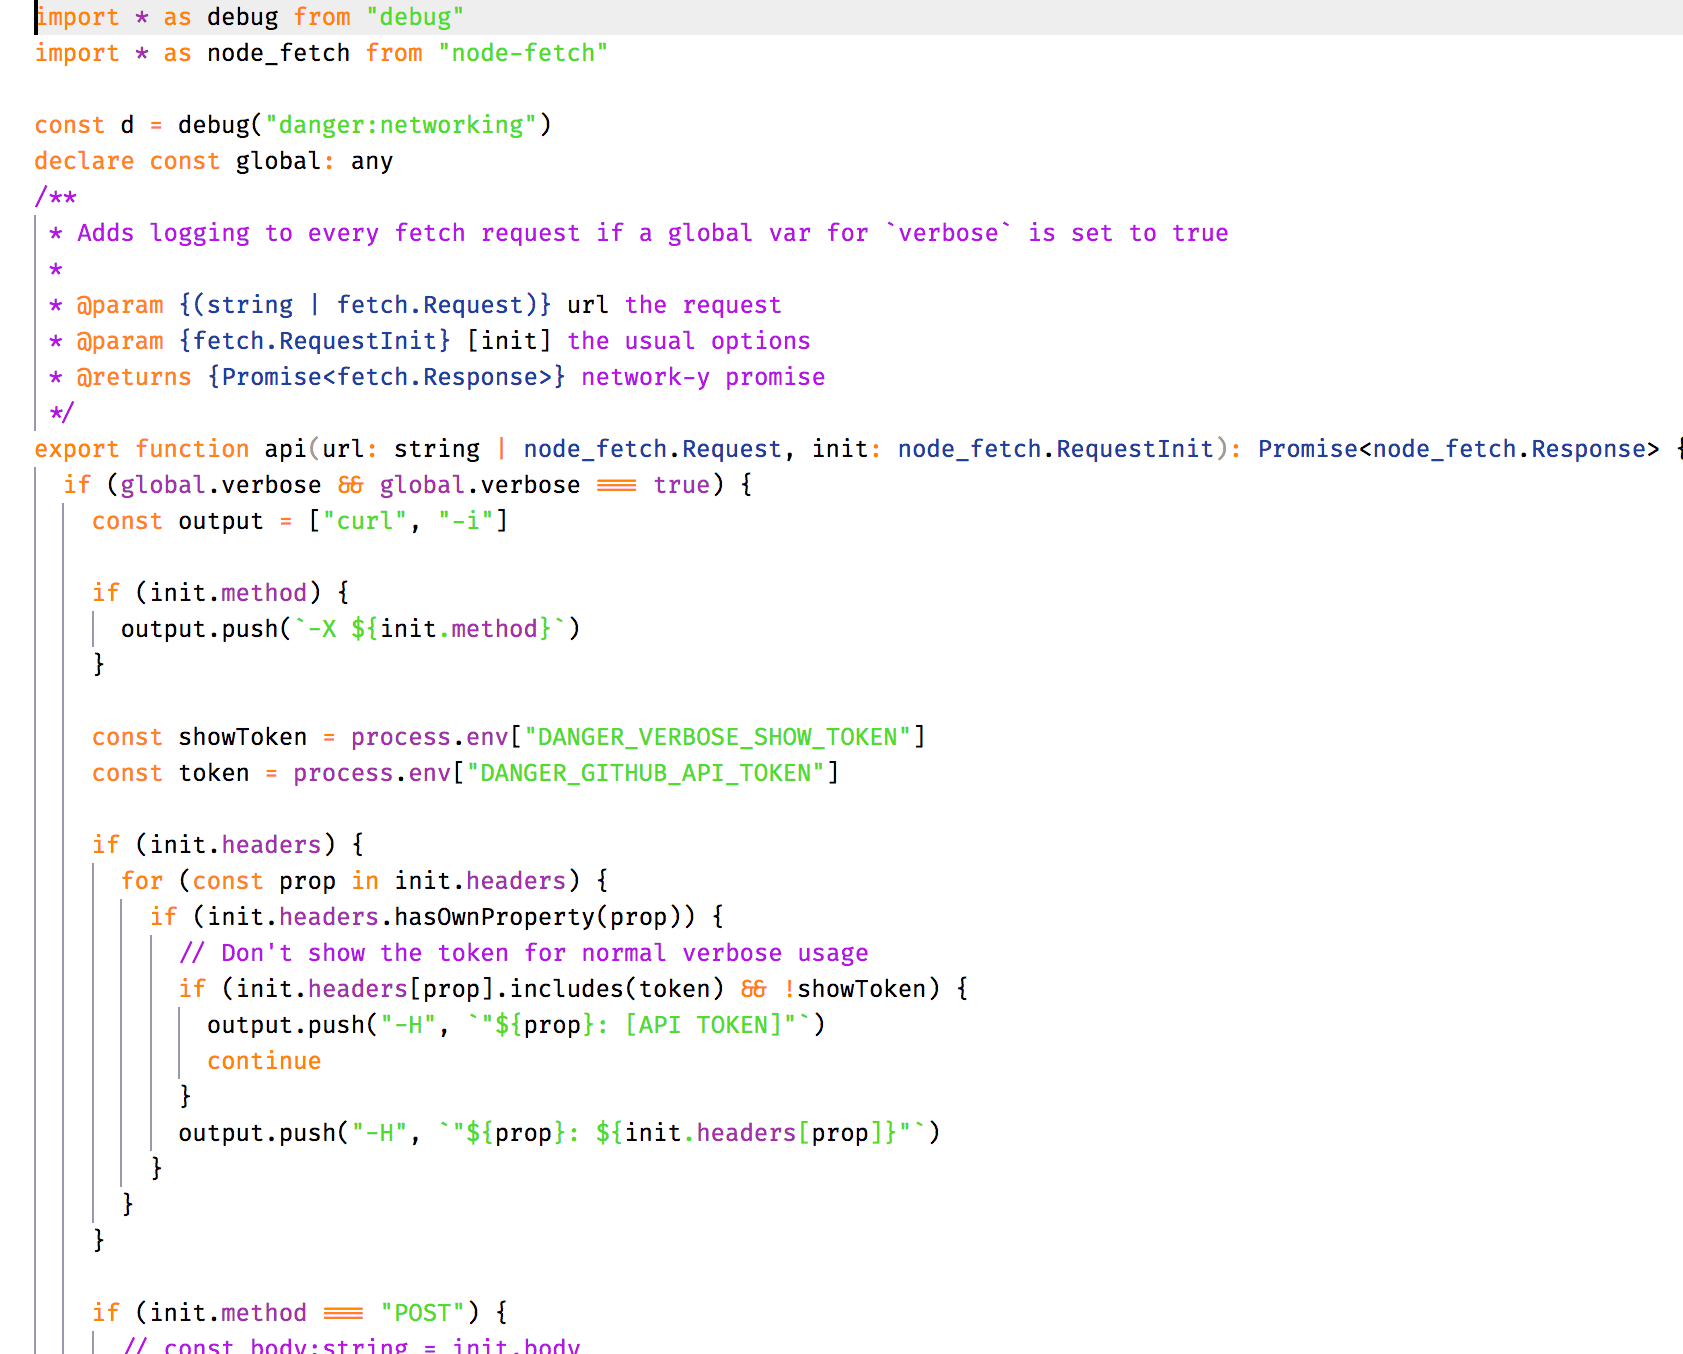 import * as debug from "debug"
import * as node_fetch from "node-fetch"
const d = debug("danger:networking")
declare const global: any
/**
* Adds logging to every fetch request if a global var for `verbose` is set to true
*
* @param {(string | fetch.Request)} url the request
* @param {fetch.RequestInit} [init] the usual options
* @returns {Promise<fetch.Response>} network-y promise
*/
export function api(url: string | node_fetch.Request, init: node_fetch.RequestInit): Promise<node_fetch.Response> {
if (global.verbose && global.verbose === true) {
const output = ["curl", "-i"]
if (init.method) {
output.push(`-X ${init.method}`)
}
const showToken = process.env["DANGER_VERBOSE_SHOW_TOKEN"]
const token = process.env["DANGER_GITHUB_API_TOKEN"]
if (init.headers) {
for (const prop in init.headers) {
if (init.headers.hasOwnProperty(prop)) {
// Don't show the token for normal verbose usage
if (init.headers[prop].includes(token) && !showToken) {
output.push("-H", `"${prop}: [API TOKEN]"`)
continue
}
output.push("-H", `"${prop}: ${init.headers[prop]}"`)
}
}
}
if (init.method === "POST") {
// const body:string = init.body